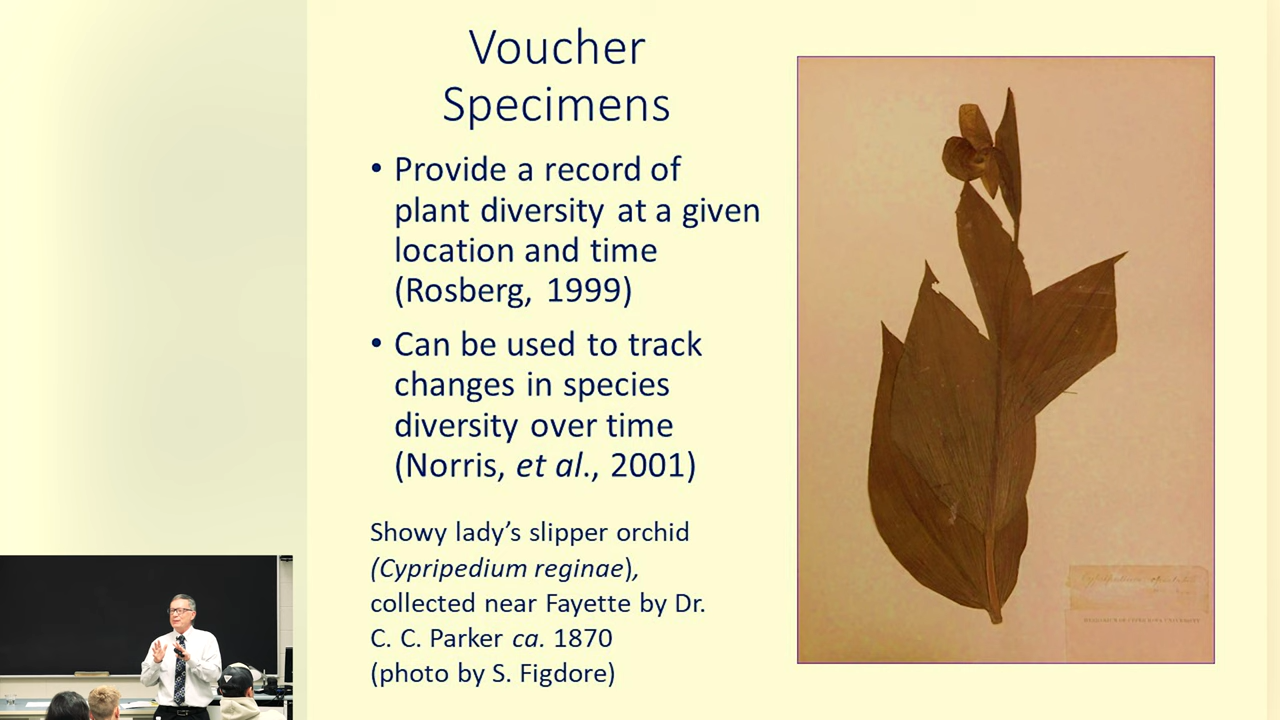 Voucher
Specimens
• Provide a record of
plant diversity at a given
location and time
(Rosberg, 1999)
• Can be used to track
changes in species
diversity over time
(Norris, et al., 2001)
Showy lady’s slipper orchid
(Cypripedium reginae),
collected near Fayette by Dr.
C. C. Parker ca. 1870
(photo by S. Figdore)